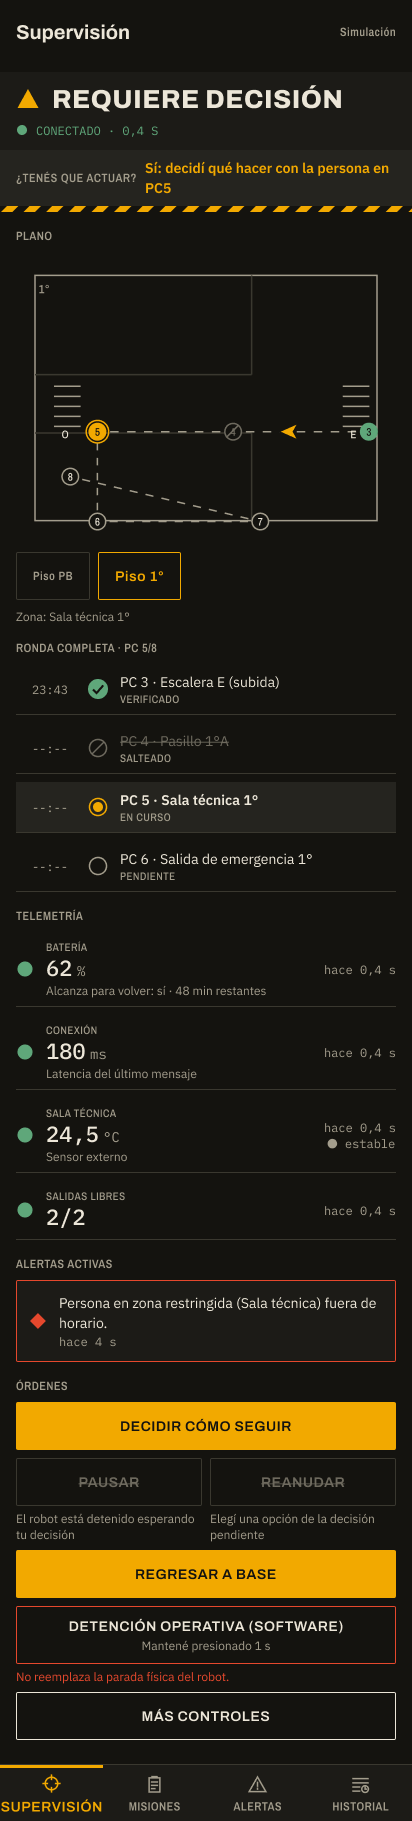 Supervisión
Simulación
REQUIERE DECISIÓN
CONECTADO · 0,4 S
¿TENÉS QUE ACTUAR?
Sí: decidí qué hacer con la persona en
PC5
PLANO
1°
O
5
4
E
3
8
6
7
Piso PB
Piso 1°
Zona: Sala técnica 1°
RONDA COMPLETA · PC 5/8
23:43
PC 3 · Escalera E (subida)
VERIFICADO
--:--
PC 4 · Pasillo 1°A
SALTEADO
--:--
PC 5 · Sala técnica 1°
EN CURSO
--:--
PC 6 · Salida de emergencia 1°
PENDIENTE
TELEMETRÍA
BATERÍA
62 %
hace 0,4 s
Alcanza para volver: sí · 48 min restantes
CONEXIÓN
180 ms
hace 0,4 s
Latencia del último mensaje
SALA TÉCNICA
24,5 °C
hace 0,4 s
estable
Sensor externo
SALIDAS LIBRES
2/2
hace 0,4 s
ALERTAS ACTIVAS
Persona en zona restringida (Sala técnica) fuera de
horario.
hace 4 s
ÓRDENES
DECIDIR CÓMO SEGUIR
PAUSAR
REANUDAR
El robot está detenido esperando
tu decisión
Elegí una opción de la decisión
pendiente
REGRESAR A BASE
DETENCIÓN OPERATIVA (SOFTWARE)
Mantené presionado 1 s
No reemplaza la parada física del robot.
MÁS CONTROLES
SUPERVISIÓN
MISIONES
ALERTAS
HISTORIAL